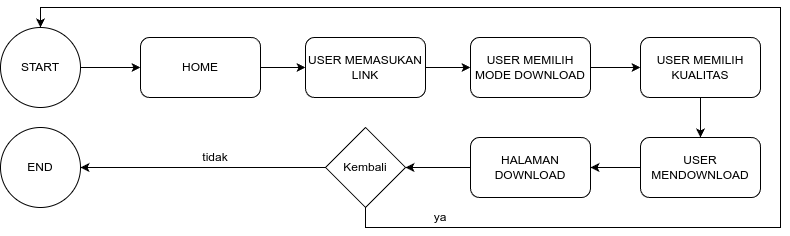 START
HOME
USER MEMASUKAN
LINK
USER MEMILIH
MODE DOWNLOAD
USER MEMILIH
KUALITAS
USER
MENDOWNLOAD
HALAMAN
DOWNLOAD
Kembali
tidak
END
ya